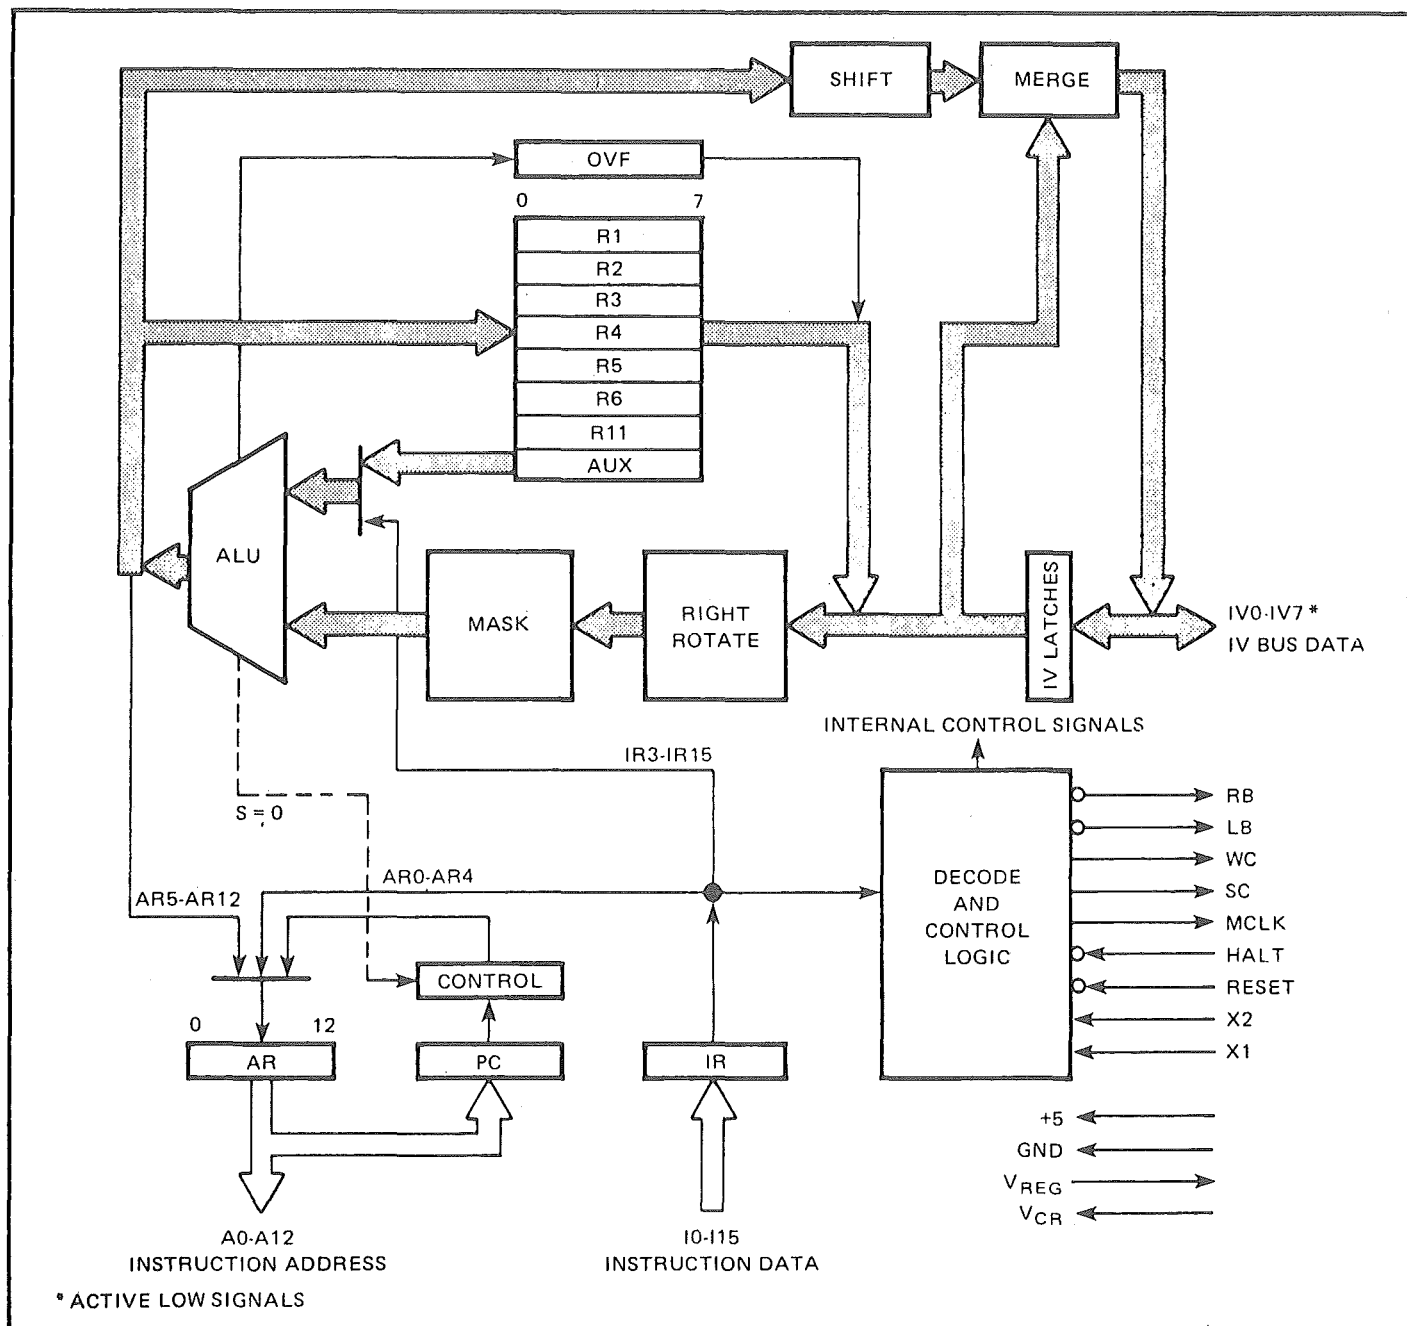 SHIFT
MERGE
OVF
0 7
R1
R2
R3
R4
R5
R6
R11
AUX
ALU
MASK
RIGHT
ROTATE
IV LATCHES
IV0-IV7 *
IV BUS DATA
INTERNAL CONTROL SIGNALS
IR3-IR15
S = 0
AR0-AR4
AR5-AR12
DECODE
AND
CONTROL
LOGIC
RB
LB
WC
SC
MCLK
HALT
RESET
X2
X1
CONTROL
0 12
AR
PC
IR
+5
GND
VREG
VCR
A0-A12
INSTRUCTION ADDRESS
I0-I15
INSTRUCTION DATA
* ACTIVE LOW SIGNALS